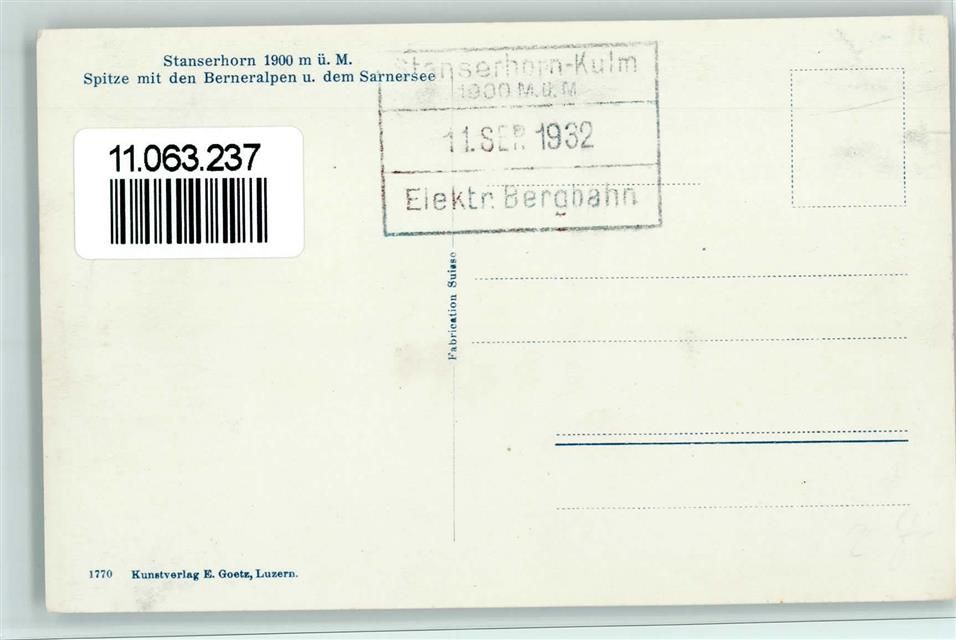 Stanserhorn 1900 m ü. M.
Spitze mit den Berneralpen u. dem Sarnersee
Stanserhorn-Kulm
1900 M.ü.M
11.SEP.1932
Elektr. Bergbahn
11.063.237
Fabrication Suisse
1770 Kunstverlag E. Goetz, Luzern.